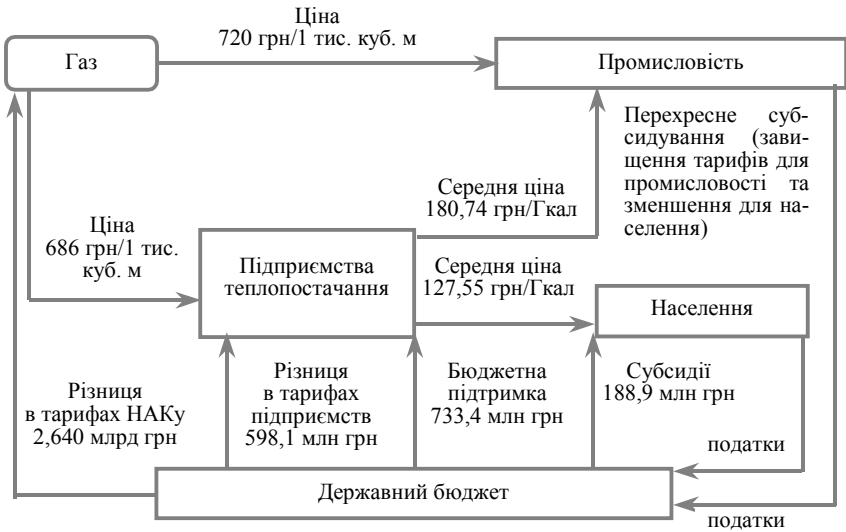 Ціна
720 грн/1 тис. куб. м
Газ
Промисловість
Перехресне суб-
сидування (зави-
щення тарифів для
промисловості та
зменшення для на-
селення)
Середня ціна
180,74 грн/Гкал
Ціна
686 грн/1 тис.
куб. м
Підприємства
теплопостачання
Середня ціна
127,55 грн/Гкал
Населення
Різниця
в тарифах НАКу
2,640 млрд грн
Різниця
в тарифах
підприємств
598,1 млн грн
Бюджетна
підтримка
733,4 млн грн
Субсидії
188,9 млн грн
податки
Державний бюджет
податки